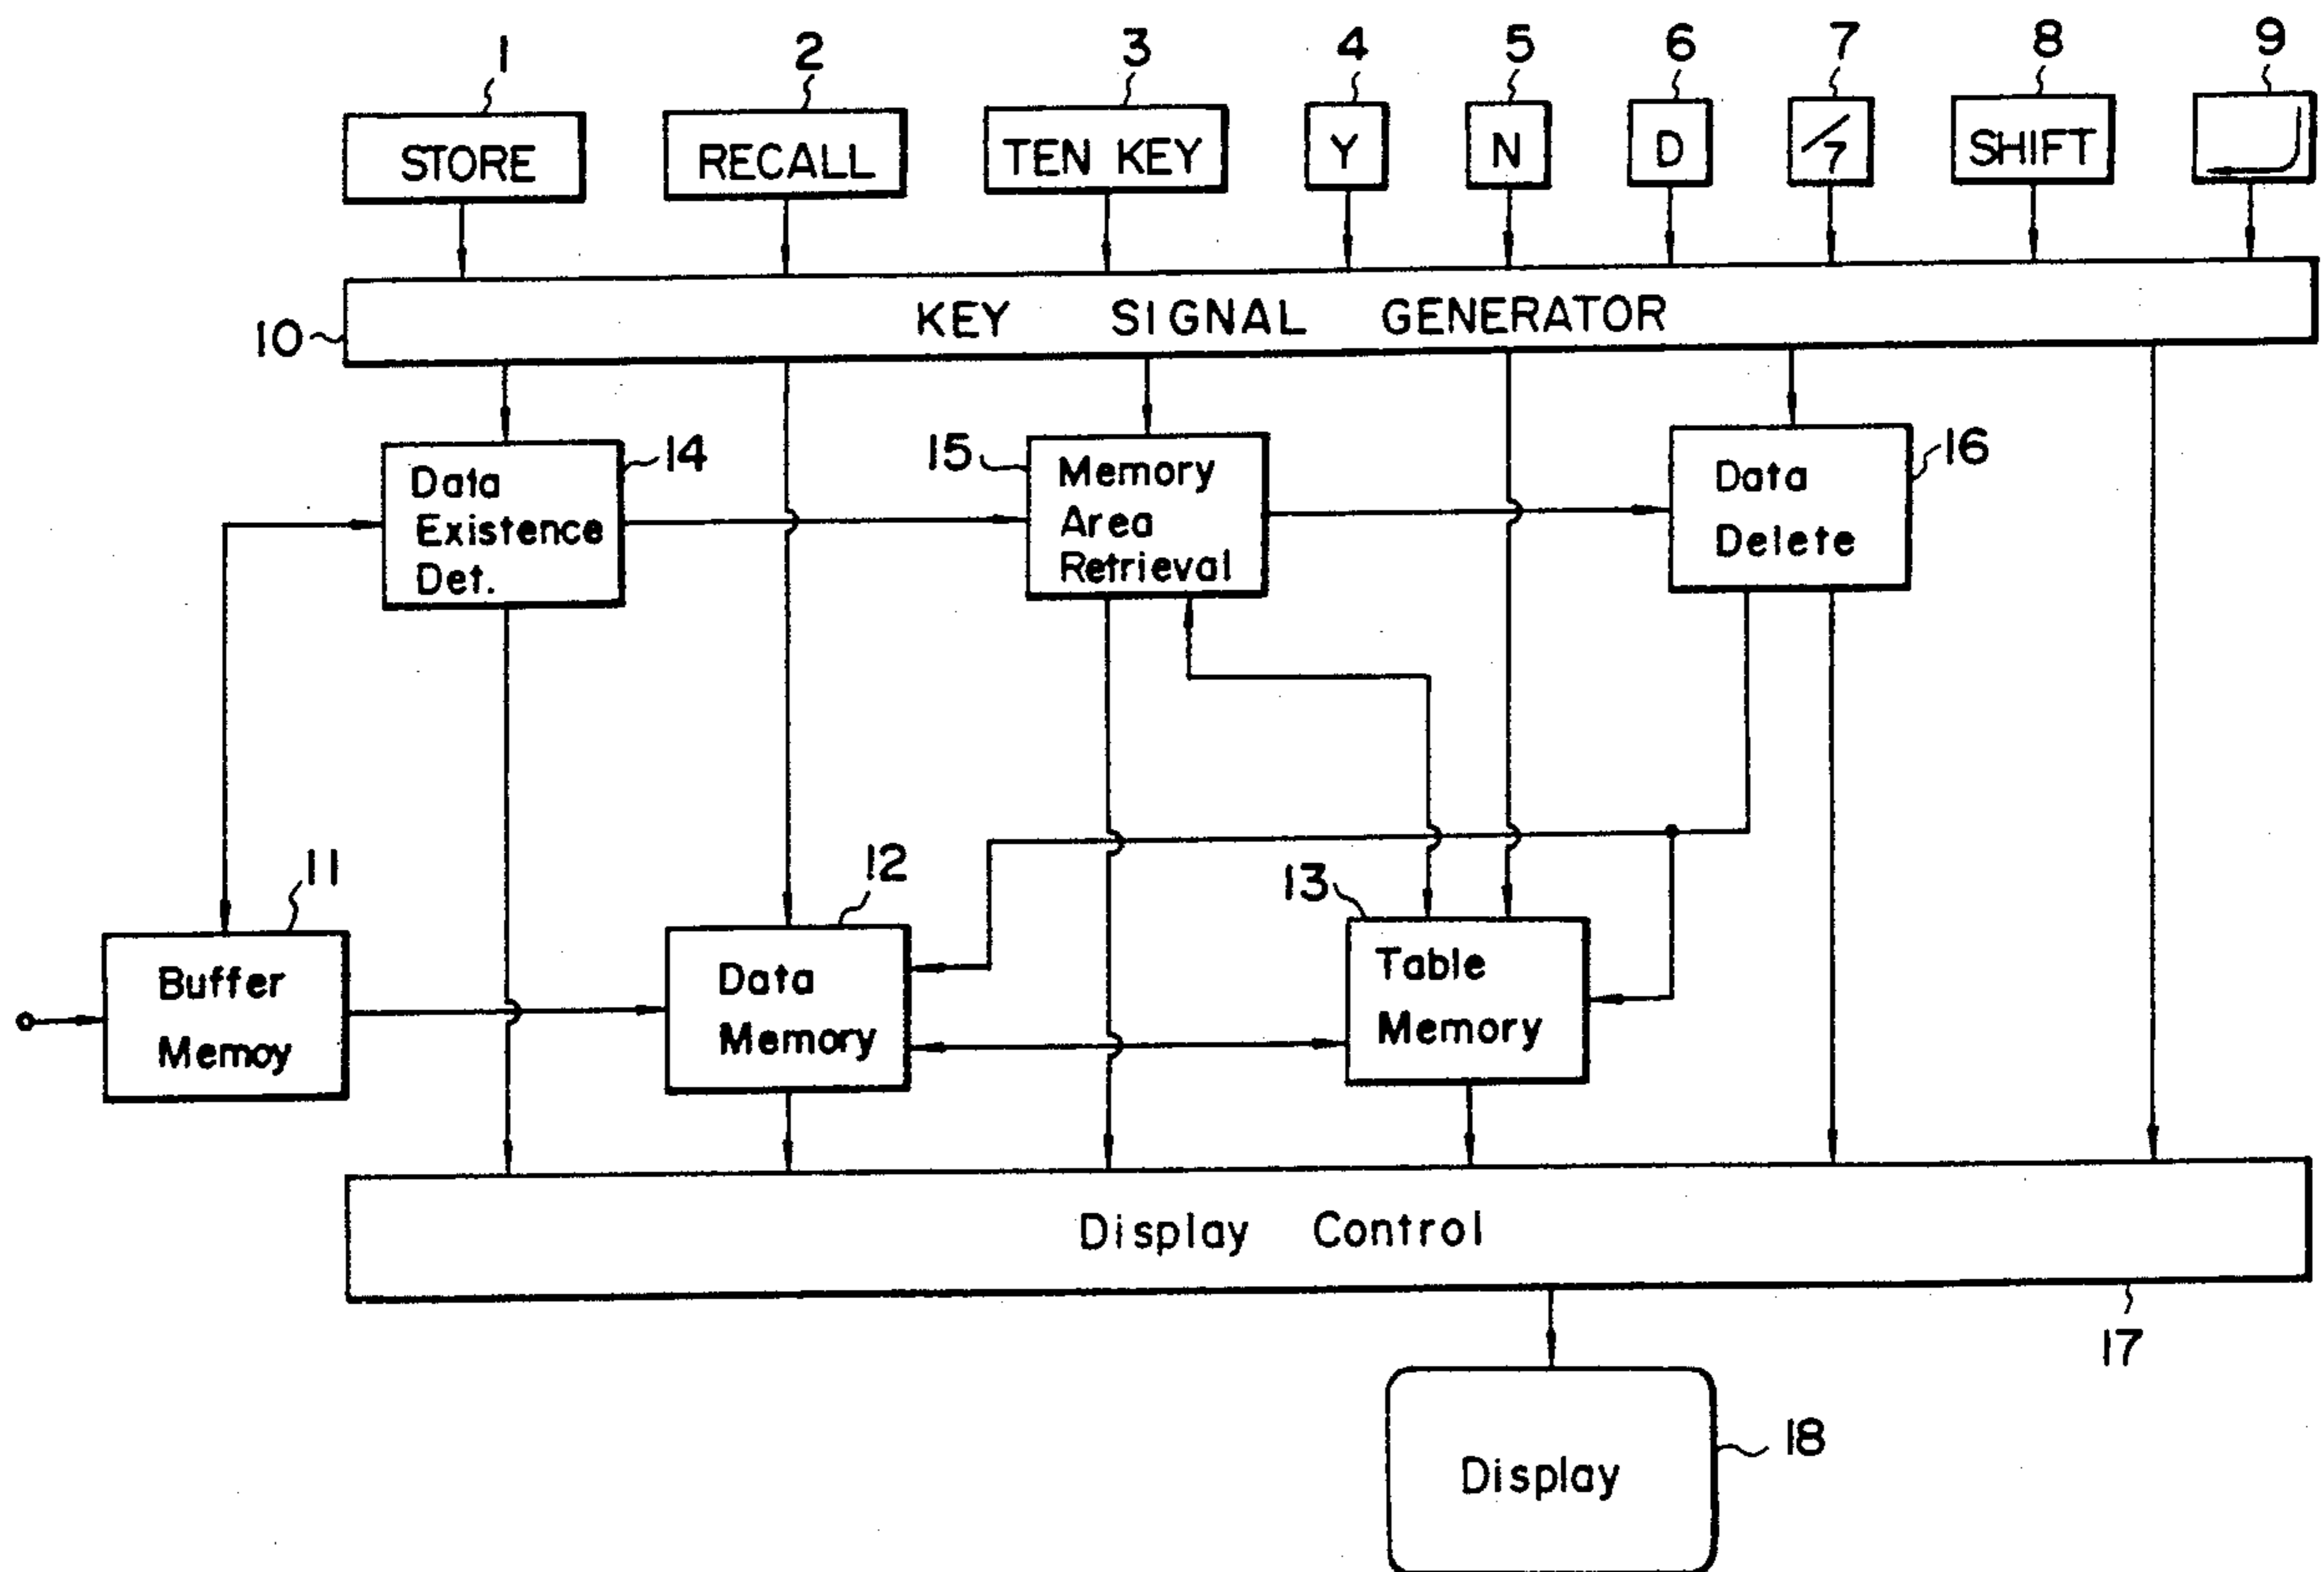 1 2 3 4 5 6 7 8 9
STORE RECALL TEN KEY Y N D / 7 SHIFT
KEY SIGNAL GENERATOR
10
14
Data
Existence
Det.
15
Memory
Area
Retrieval
16
Data
Delete
11
Buffer
Memoy
12
Data
Memory
13
Table
Memory
Display Control
17
Display
18